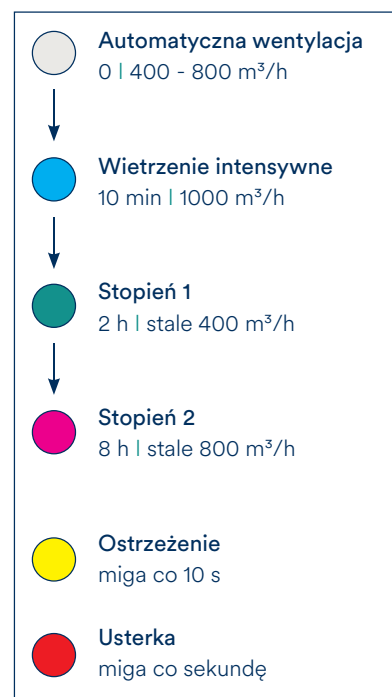 Automatyczna wentylacja
0 | 400 - 800 m³/h
Wietrzenie intensywne
10 min | 1000 m³/h
Stopień 1
2 h | stale 400 m³/h
Stopień 2
8 h | stale 800 m³/h
Ostrzeżenie
miga co 10 s
Usterka
miga co sekundę